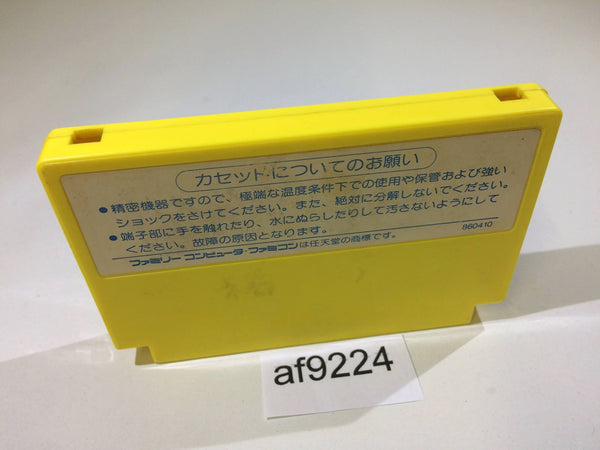 カセットについてのお願い
●精密機器ですので、極端な温度条件下での使用や保管および強い
ショックをさけてください。また、絶対に分解しないでください。
●端子部に手を触れたり、水にぬらしたりして汚さないようにして
ください。故障の原因となります。
860410
ファミリーコンピュータ・ファミコンは任天堂の商標です。
af9224